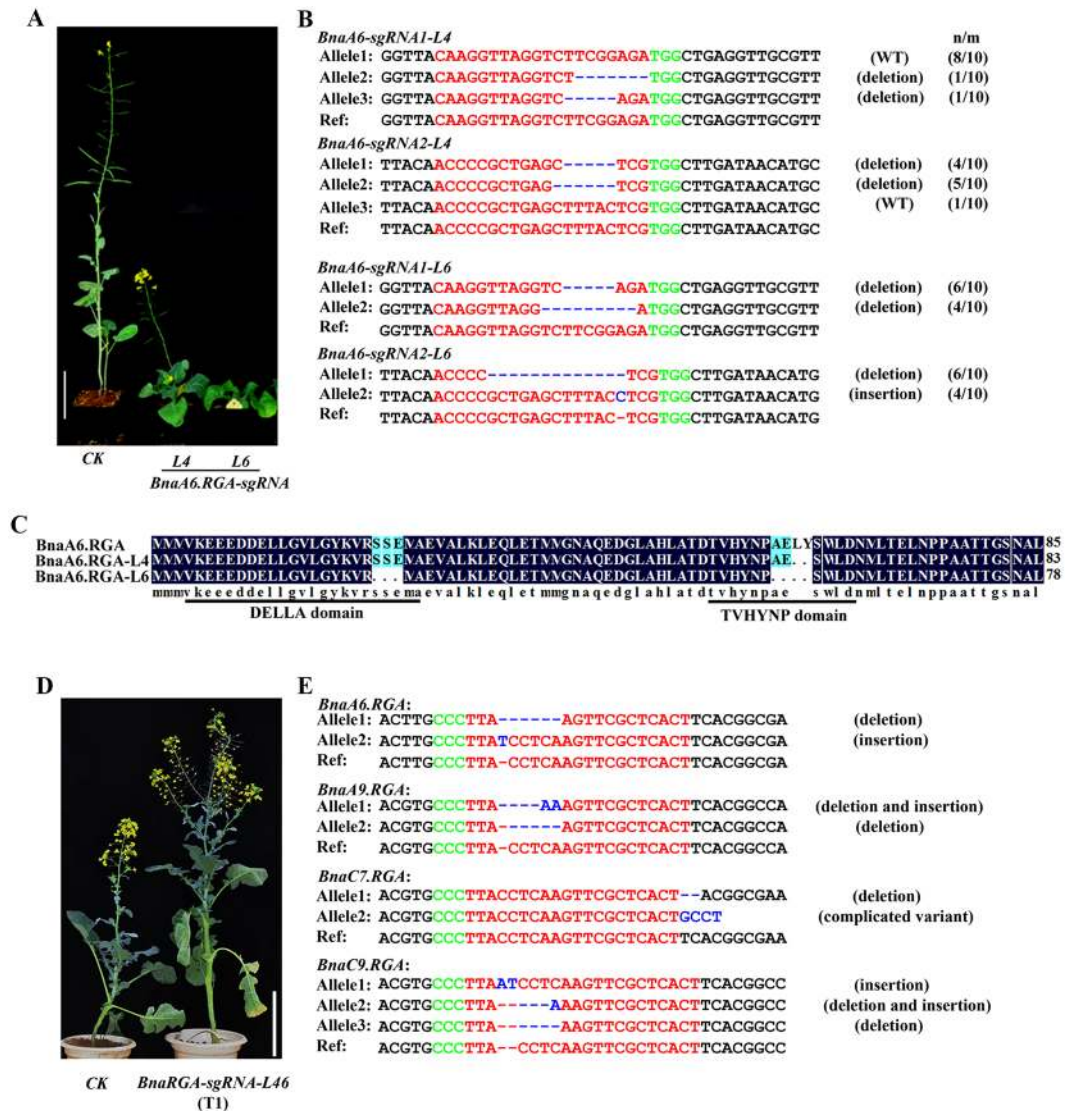 A
CK
L4 L6
BnaA6.RGA-sgRNA
B
n/m
BnaA6-sgRNA1-L4
Allele1: GGTTACAAGGTTAGGTCTTCGGAGATGGCTGAGGTTGCGTT (WT) (8/10)
Allele2: GGTTACAAGGTTAGGTCT--------TGGCTGAGGTTGCGTT (deletion) (1/10)
Allele3: GGTTACAAGGTTAGGTC------AGATGGCTGAGGTTGCGTT (deletion) (1/10)
Ref: GGTTACAAGGTTAGGTCTTCGGAGATGGCTGAGGTTGCGTT
BnaA6-sgRNA2-L4
Allele1: TTACAACCCCGCTGAGC------TCGTGGCTTGATAACATGC (deletion) (4/10)
Allele2: TTACAACCCCGCTGAG-------TCGTGGCTTGATAACATGC (deletion) (5/10)
Allele3: TTACAACCCCGCTGAGCTTTACTCGTGGCTTGATAACATGC (WT) (1/10)
Ref: TTACAACCCCGCTGAGCTTTACTCGTGGCTTGATAACATGC
BnaA6-sgRNA1-L6
Allele1: GGTTACAAGGTTAGGTC------AGATGGCTGAGGTTGCGTT (deletion) (6/10)
Allele2: GGTTACAAGGTTAGG----------ATGGCTGAGGTTGCGTT (deletion) (4/10)
Ref: GGTTACAAGGTTAGGTCTTCGGAGATGGCTGAGGTTGCGTT
BnaA6-sgRNA2-L6
Allele1: TTACAACCCC---------------TCGTGGCTTGATAACATG (deletion) (6/10)
Allele2: TTACAACCCCGCTGAGCTTTACCTCGTGGCTTGATAACATG (insertion) (4/10)
Ref: TTACAACCCCGCTGAGCTTTAC-TCGTGGCTTGATAACATG
C
BnaA6.RGA MMMVKEEEDDELLGVLGYKVRSSEMAEVALKLEQLETMMGNAQEDGLAHLATDTVHYNPAELYSWLDNMLTELNPPAATTGSNAL 85
BnaA6.RGA-L4 MMMVKEEEDDELLGVLGYKVRSSEMAEVALKLEQLETMMGNAQEDGLAHLATDTVHYNPAE..SWLDNMLTELNPPAATTGSNAL 83
BnaA6.RGA-L6 MMMVKEEEDDELLGVLGYKVR...MAEVALKLEQLETMMGNAQEDGLAHLATDTVHYNP....SWLDNMLTELNPPAATTGSNAL 78
mmmvkeeeddellgvlgykvrssemaevalkleqletmmgnaqedglahlatdtvhynpae  swldnmltelnppaattgsnal
DELLA domain TVHYNP domain
D
CK BnaRGA-sgRNA-L46
(T1)
E
BnaA6.RGA:
Allele1: ACTTGCCCTTA------AGTTCGCTCACTTCACGGCGA (deletion)
Allele2: ACTTGCCCTTATCCTCAAGTTCGCTCACTTCACGGCGA (insertion)
Ref: ACTTGCCCTTA-CCTCAAGTTCGCTCACTTCACGGCGA
BnaA9.RGA:
Allele1: ACGTGCCCTTA----AAAGTTCGCTCACTTCACGGCCA (deletion and insertion)
Allele2: ACGTGCCCTTA------AGTTCGCTCACTTCACGGCCA (deletion)
Ref: ACGTGCCCTTA-CCTCAAGTTCGCTCACTTCACGGCCA
BnaC7.RGA:
Allele1: ACGTGCCCTTACCTCAAGTTCGCTCACT--ACGGCGAA (deletion)
Allele2: ACGTGCCCTTACCTCAAGTTCGCTCACTGCCT (complicated variant)
Ref: ACGTGCCCTTACCTCAAGTTCGCTCACTTCACGGCGAA
BnaC9.RGA:
Allele1: ACGTGCCCTTAATCCTCAAGTTCGCTCACTTCACGGCC (insertion)
Allele2: ACGTGCCCTTA-----AAAGTTCGCTCACTTCACGGCC (deletion and insertion)
Allele3: ACGTGCCCTTA------AAGTTCGCTCACTTCACGGCC (deletion)
Ref: ACGTGCCCTTA--CCTCAAGTTCGCTCACTTCACGGCC